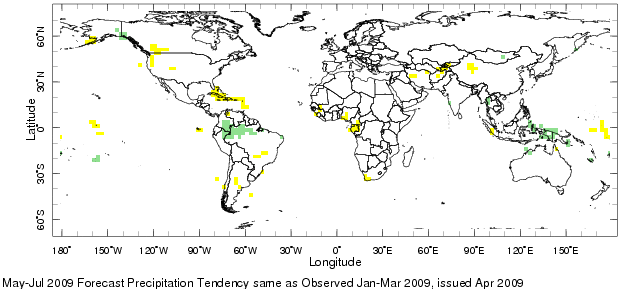 60°N
30°N
0°
30°S
60°S
Latitude
180° 150°W 120°W 90°W 60°W 30°W 0° 30°E 60°E 90°E 120°E 150°E
Longitude
May-Jul 2009 Forecast Precipitation Tendency same as Observed Jan-Mar 2009, issued Apr 2009